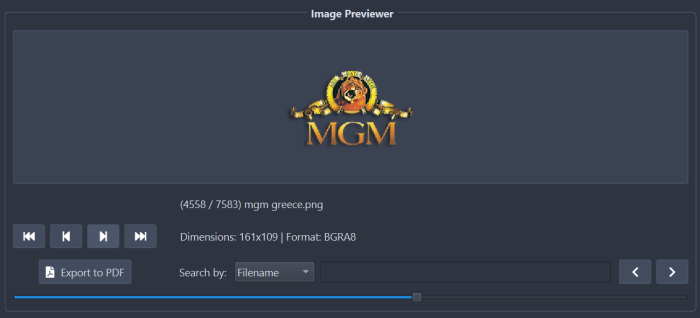 Image Previewer
MGM
(4558 / 7583) mgm greece.png
Dimensions: 161x109 | Format: BGRA8
Export to PDF
Search by:
Filename